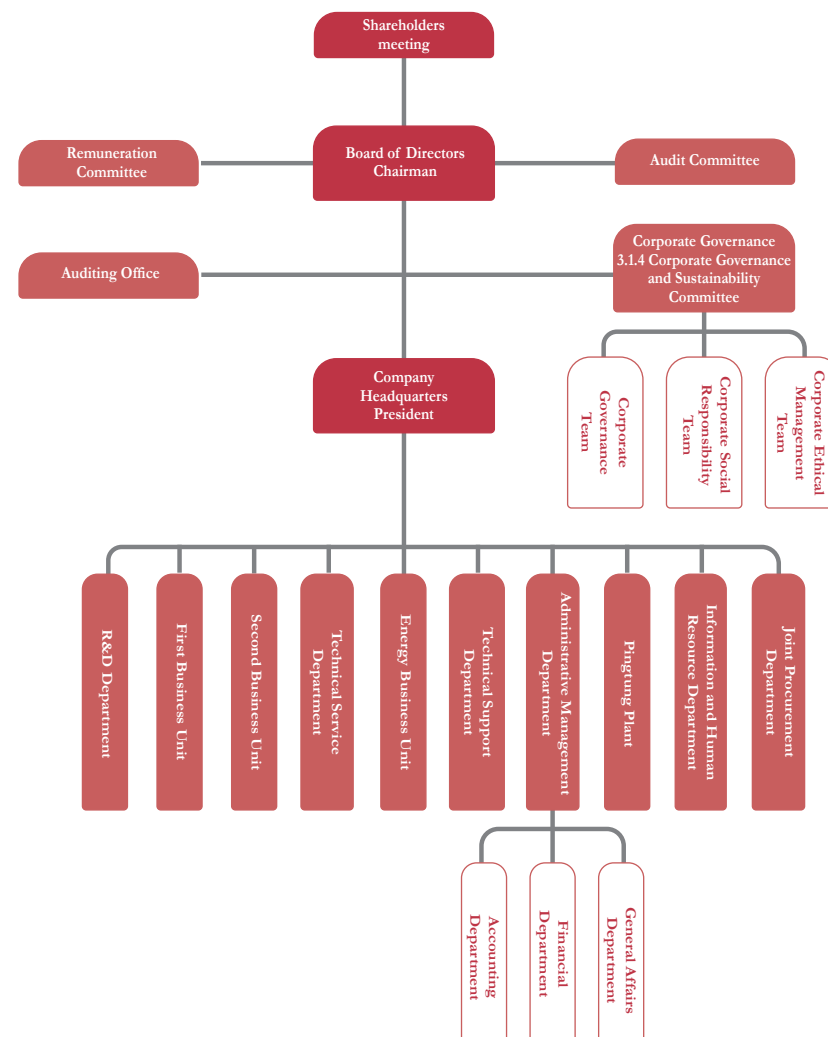 Shareholders
meeting
Remuneration
Committee
Board of Directors
Chairman
Audit Committee
Auditing Office
Corporate Governance
3.1.4 Corporate Governance
and Sustainability
Committee
Company
Headquarters
President
Corporate
Governance
Team
Corporate Social
Responsibility
Team
Corporate Ethical
Management
Team
R&D Department
First Business Unit
Second Business Unit
Technical Service
Department
Energy Business Unit
Technical Support
Department
Administrative Management
Department
Pingtung Plant
Information and Human
Resource Department
Joint Procurement
Department
Accounting
Department
Financial
Department
General Affairs
Department